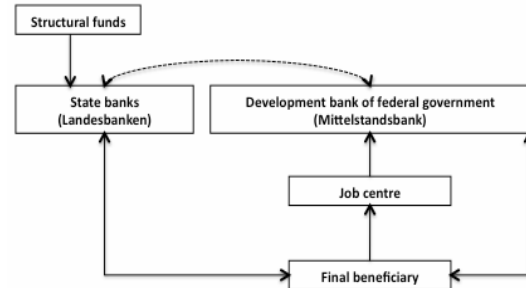 Structural funds
State banks
(Landesbanken)
Development bank of federal government
(Mittelstandsbank)
Job centre
Final beneficiary